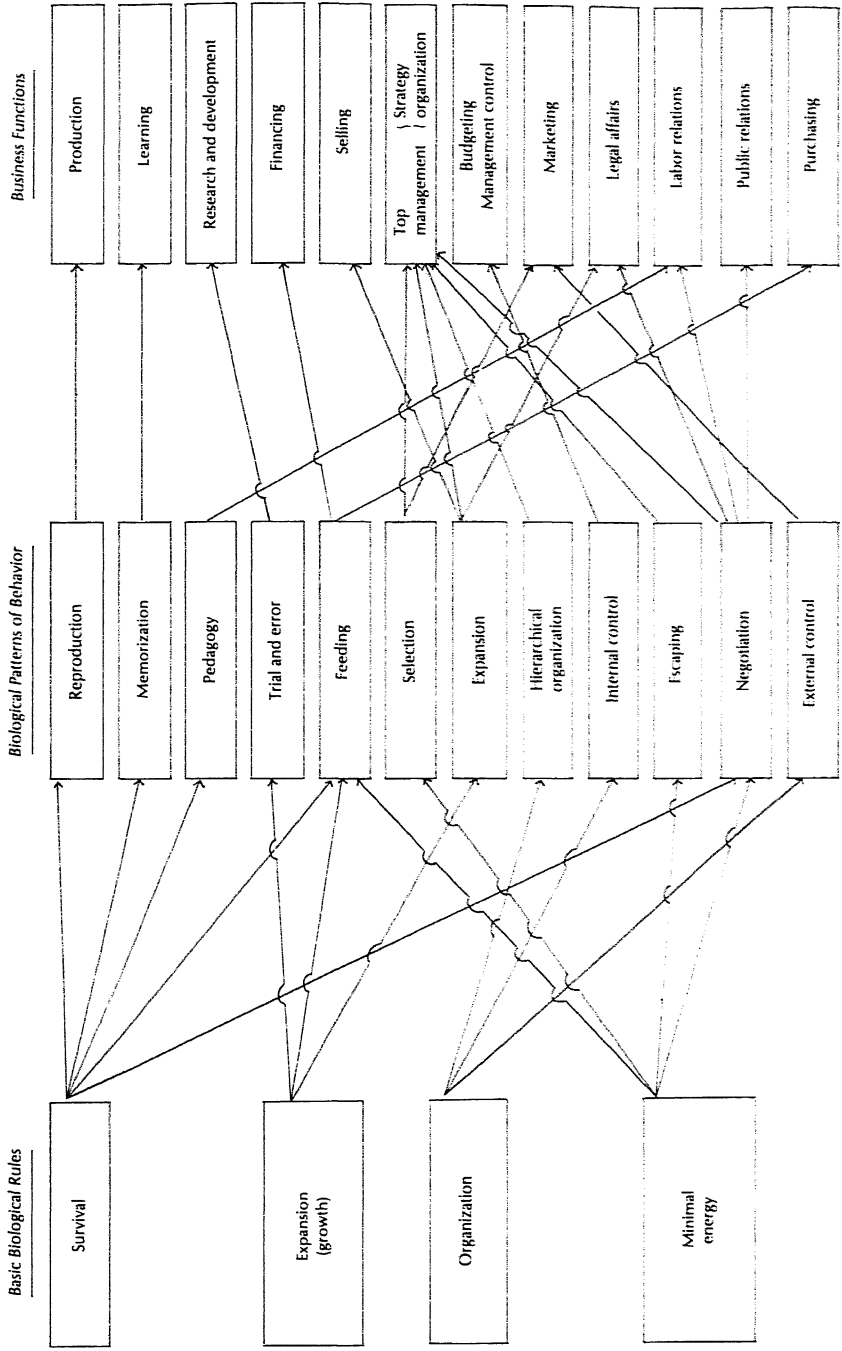 Basic Biological Rules
Survival
Expansion
(growth)
Organization
Minimal
energy
Biological Patterns of Behavior
Reproduction
Memorization
Pedagogy
Trial and error
Feeding
Selection
Expansion
Hierarchical
organization
Internal control
Escaping
Negotiation
External control
Business Functions
Production
Learning
Research and development
Financing
Selling
Top { Strategy
management { organization
Budgeting
Management control
Marketing
Legal affairs
Labor relations
Public relations
Purchasing